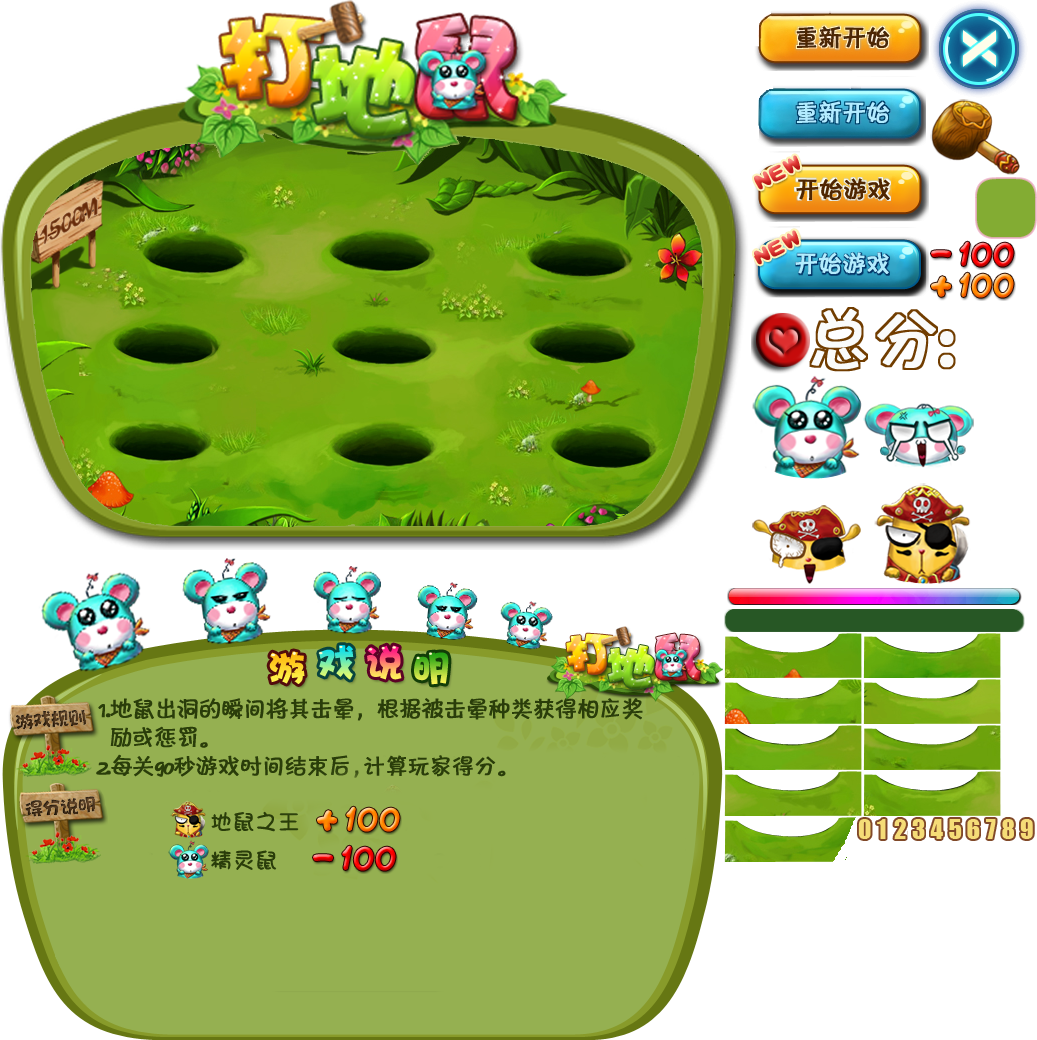 打地鼠
1500M
重新开始
重新开始
NEW
开始游戏
NEW
开始游戏
-100
+100
总分:
游戏说明
打地鼠
游戏规则
1.地鼠出洞的瞬间将其击晕，根据被击晕种类获得相应奖
励或惩罚。
2.每关90秒游戏时间结束后,计算玩家得分。
得分说明
地鼠之王 +100
精灵鼠 -100
0123456789